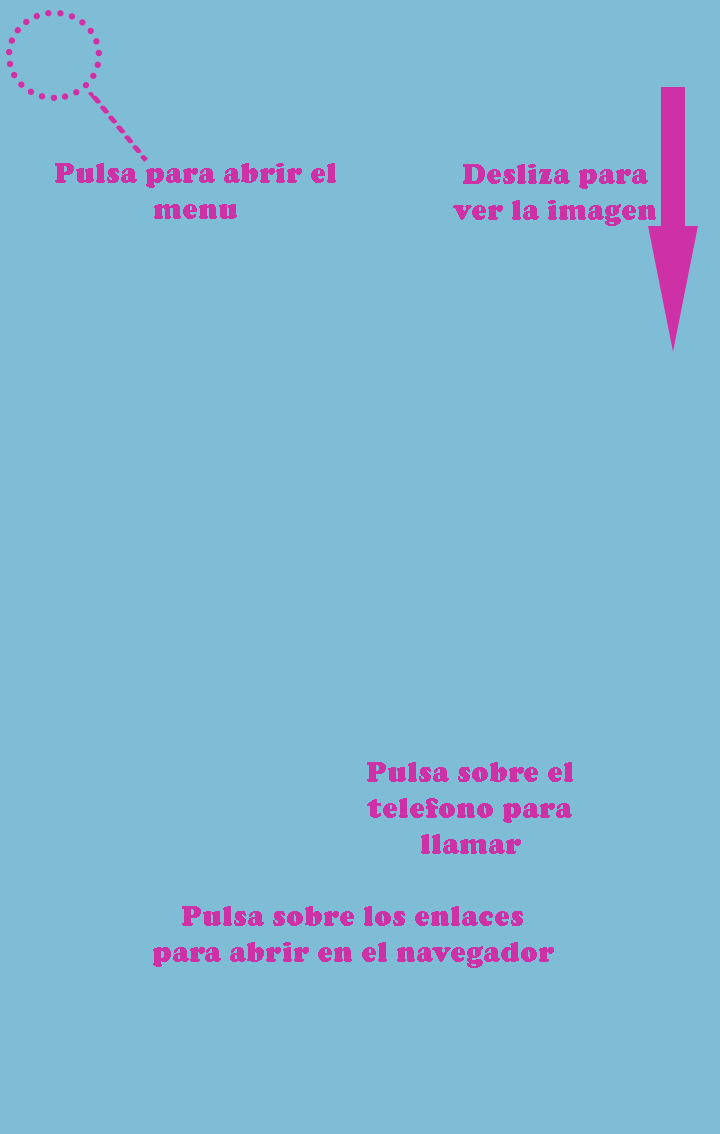 Pulsa para abrir el
menu
Desliza para
ver la imagen
Pulsa sobre el
telefono para
llamar
Pulsa sobre los enlaces
para abrir en el navegador